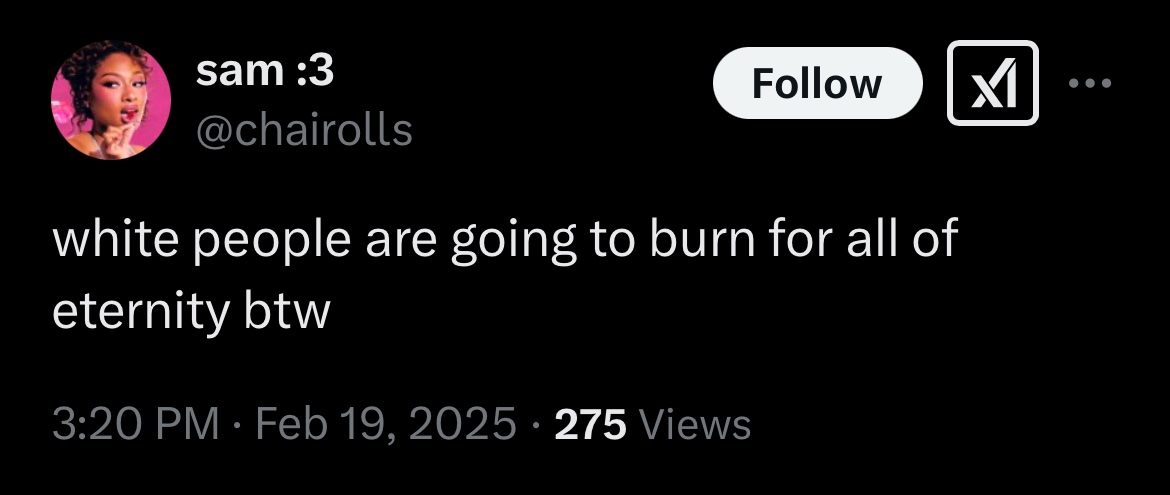 sam :3
@chairolls
Follow
white people are going to burn for all of
eternity btw
3:20 PM · Feb 19, 2025 · 275 Views